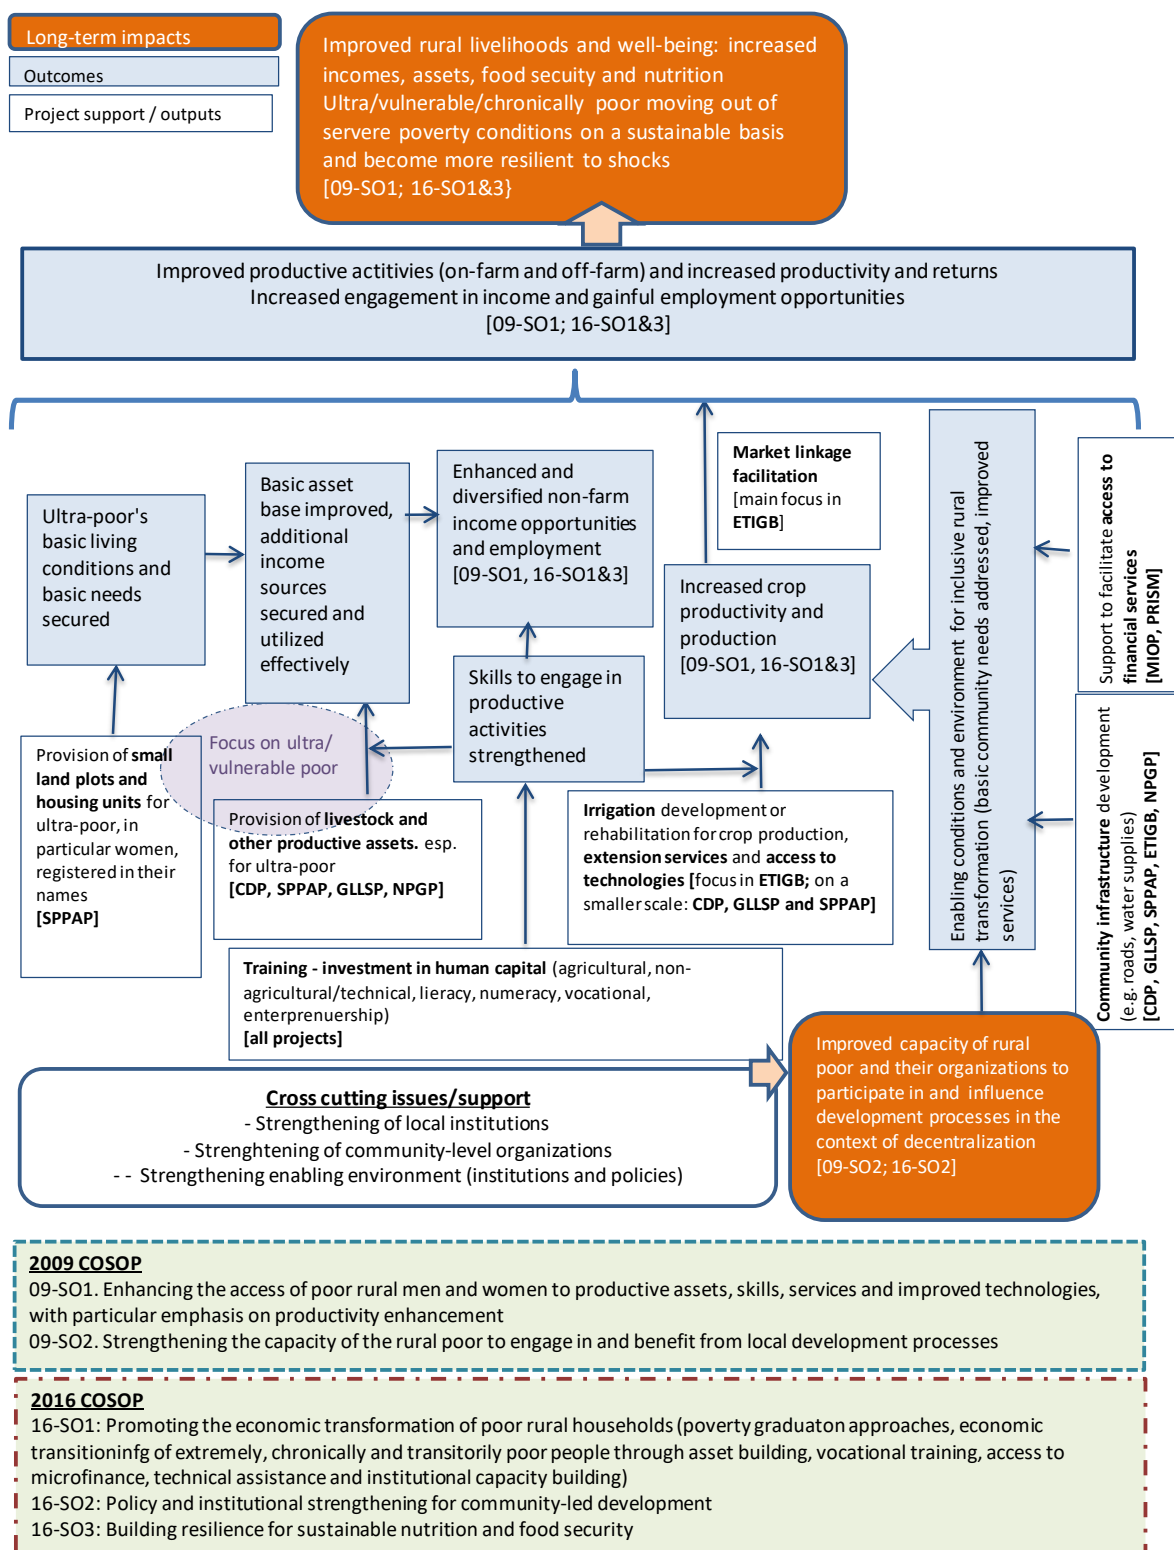 Long-term impacts
Outcomes
Project support / outputs
Improved rural livelihoods and well-being: increased
incomes, assets, food secuity and nutrition
Ultra/vulnerable/chronically poor moving out of
servere poverty conditions on a sustainable basis
and become more resilient to shocks
[09-SO1; 16-SO1&3}
Improved productive actitivies (on-farm and off-farm) and increased productivity and returns
Increased engagement in income and gainful employment opportunities
[09-SO1; 16-SO1&3]
Ultra-poor's
basic living
conditions and
basic needs
secured
Basic asset
base improved,
additional
income
sources
secured and
utilized
effectively
Enhanced and
diversified non-farm
income opportunities
and employment
[09-SO1, 16-SO1&3]
Market linkage
facilitation
[main focus in
ETIGB]
Increased crop
productivity and
production
[09-SO1, 16-SO1&3]
Skills to engage in
productive
activities
strengthened
Focus on ultra/
vulnerable poor
Provision of small
land plots and
housing units for
ultra-poor, in
particular women,
registered in their
names
[SPPAP]
Provision of livestock and
other productive assets. esp.
for ultra-poor
[CDP, SPPAP, GLLSP, NPGP]
Irrigation development or
rehabilitation for crop production,
extension services and access to
technologies [focus in ETIGB; on a
smaller scale: CDP, GLLSP and SPPAP]
Enabling conditions and environment for inclusive rural
transformation (basic community needs addressed, improved
services)
Support to facilitate access to
financial services
[MIOP, PRISM]
Community infrastructure development
(e.g. roads, water supplies)
[CDP, GLLSP, SPPAP, ETIGB, NPGP]
Training - investment in human capital (agricultural, non-
agricultural/technical, lieracy, numeracy, vocational,
enterprenuership)
[all projects]
Cross cutting issues/support
- Strengthening of local institutions
- Strenghtening of community-level organizations
- - Strengthening enabling environment (institutions and policies)
Improved capacity of rural
poor and their organizations to
participate in and influence
development processes in the
context of decentralization
[09-SO2; 16-SO2]
2009 COSOP
09-SO1. Enhancing the access of poor rural men and women to productive assets, skills, services and improved technologies,
with particular emphasis on productivity enhancement
09-SO2. Strengthening the capacity of the rural poor to engage in and benefit from local development processes
2016 COSOP
16-SO1: Promoting the economic transformation of poor rural households (poverty graduaton approaches, economic
transitioninfg of extremely, chronically and transitorily poor people through asset building, vocational training, access to
microfinance, technical assistance and institutional capacity building)
16-SO2: Policy and institutional strengthening for community-led development
16-SO3: Building resilience for sustainable nutrition and food security